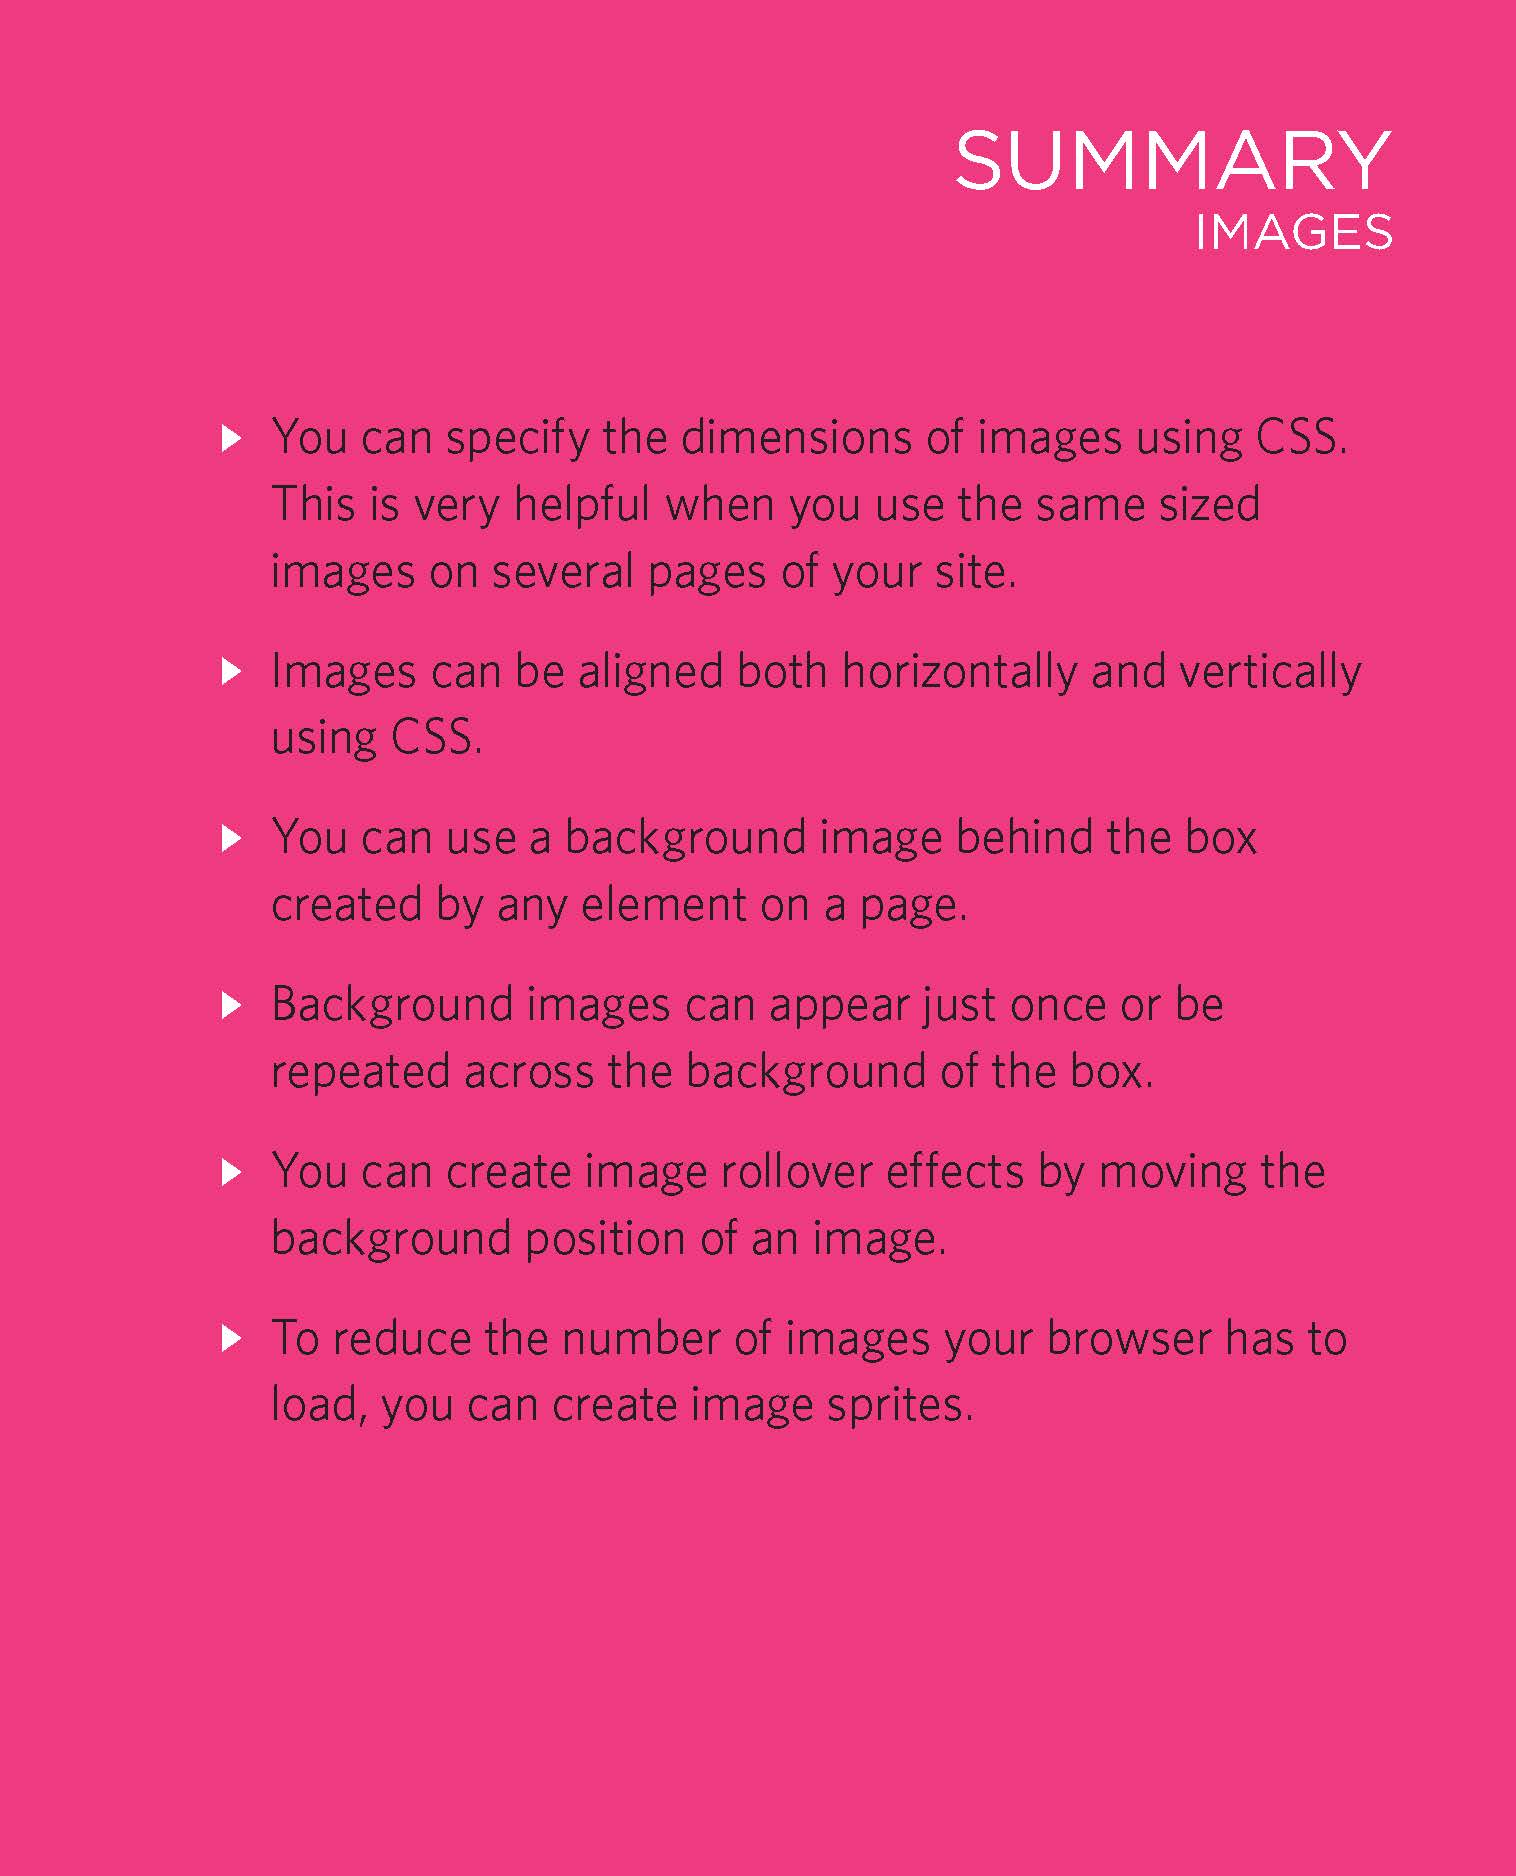 SUMMARY
IMAGES
You can specify the dimensions of images using CSS.
This is very helpful when you use the same sized
images on several pages of your site.
Images can be aligned both horizontally and vertically
using CSS.
You can use a background image behind the box
created by any element on a page.
Background images can appear just once or be
repeated across the background of the box.
You can create image rollover effects by moving the
background position of an image.
To reduce the number of images your browser has to
load, you can create image sprites.